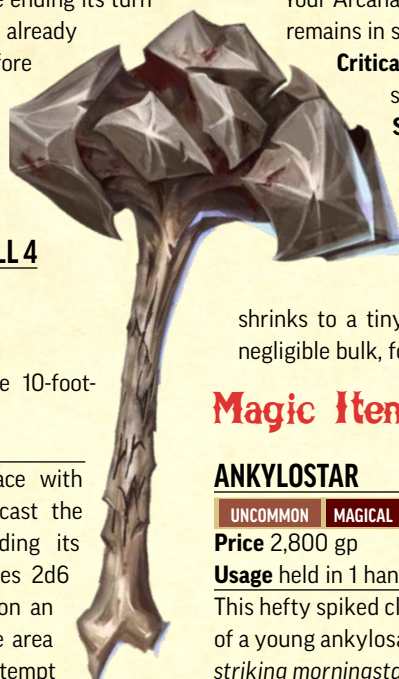 e ending its turn
already
fore
LL 4
e 10-foot-
ace with
cast the
ding its
es 2d6
on an
e area
tempt
Your Arcana
remains in s
Critica
s
S
shrinks to a tiny
negligible bulk, fo
Magic Iten
ANKYLOSTAR
UNCOMMON MAGICAL
Price 2,800 gp
Usage held in 1 han
This hefty spiked cl
of a young ankylosa
striking morningsta